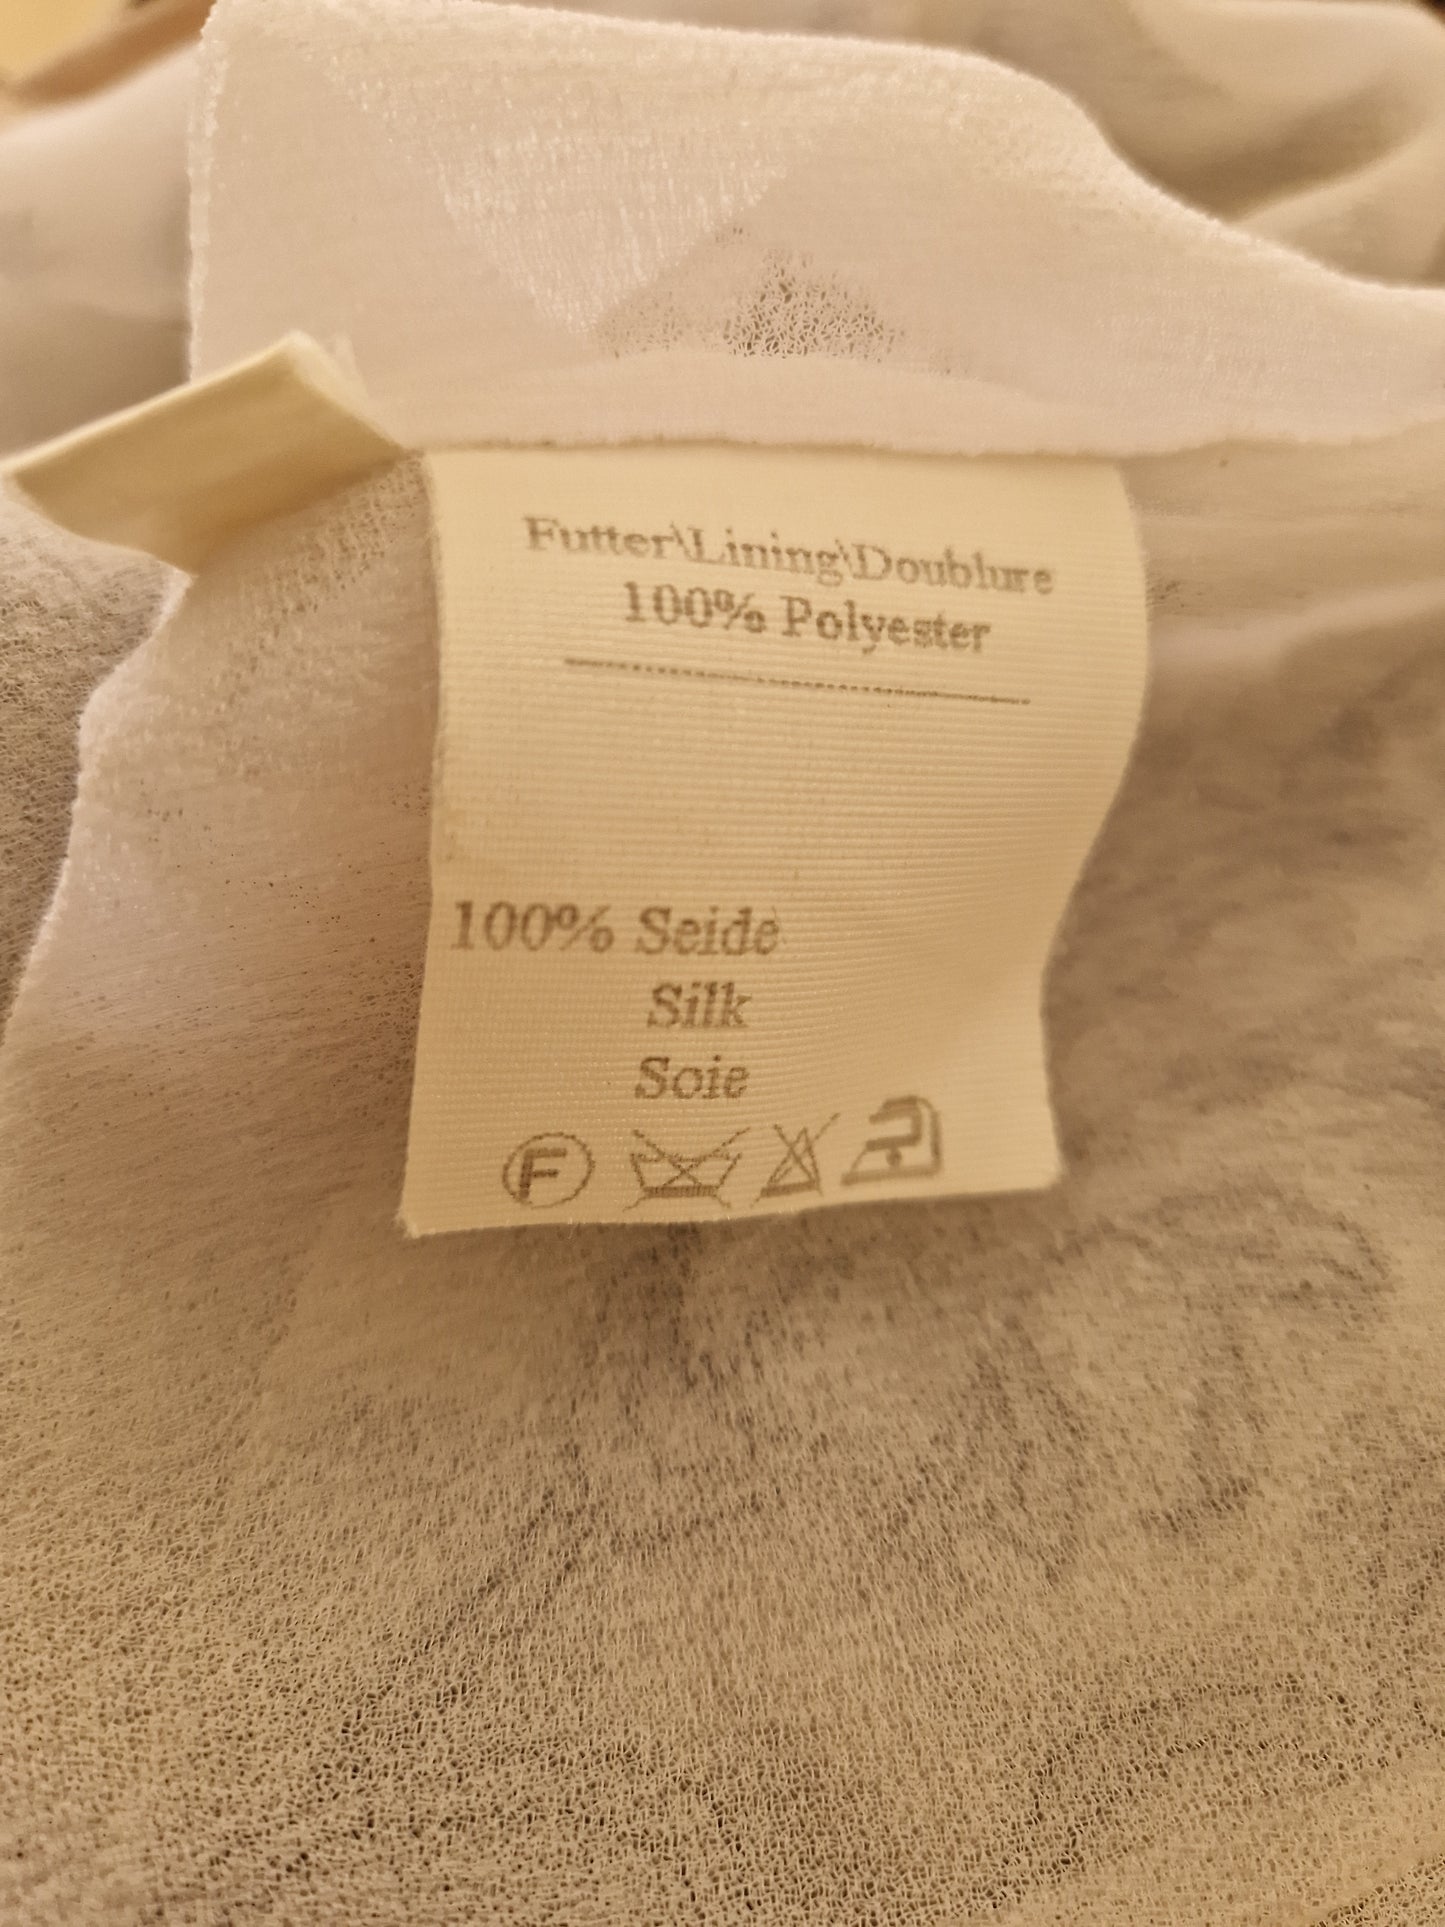 Futter\Lining\Doublure
100% Polyester
100% Seide
Silk
Soie
F